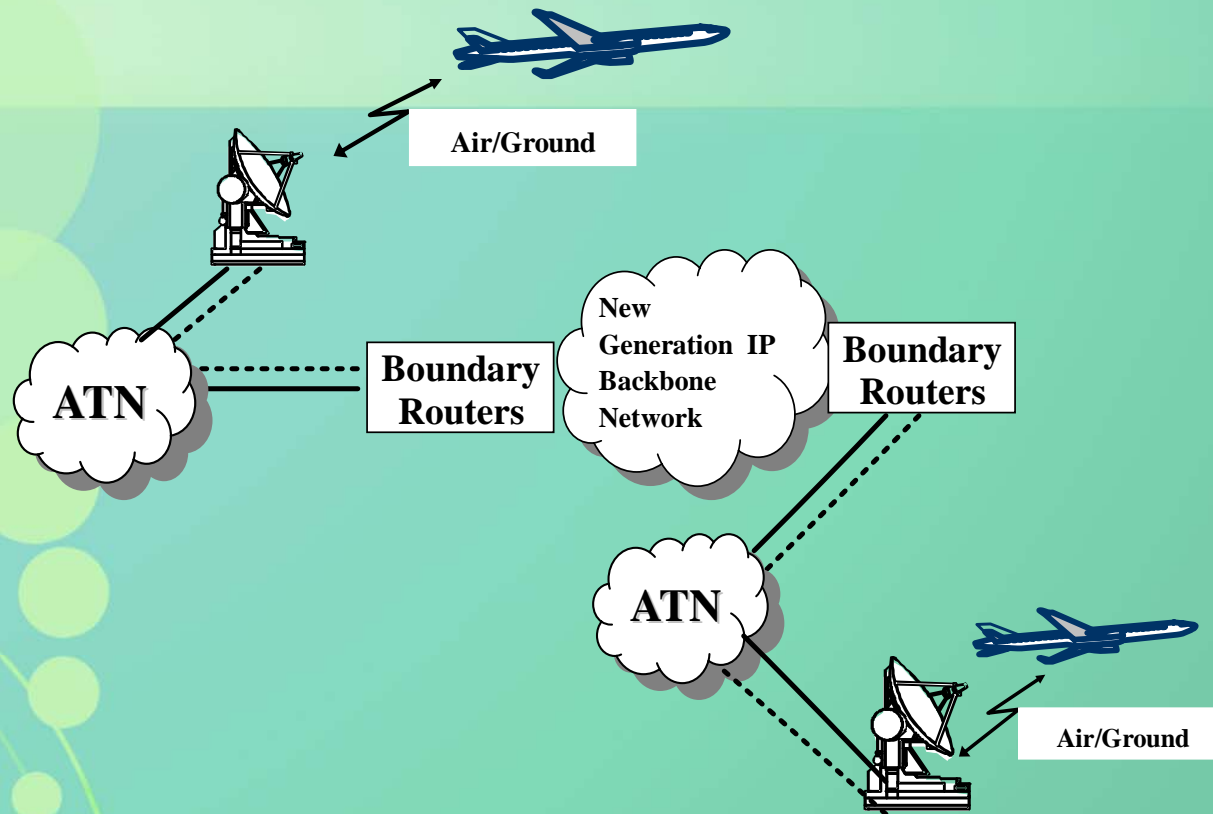 Air/Ground
New
Generation IP
Backbone
Network
Boundary
Routers
Boundary
Routers
ATN
ATN
Air/Ground